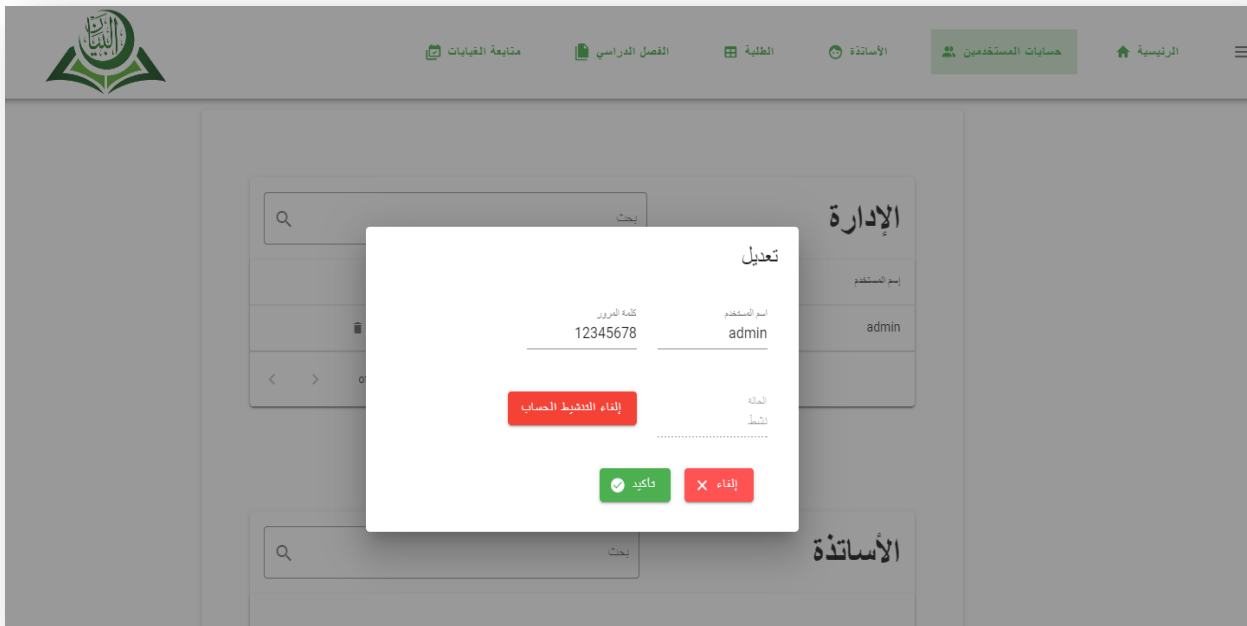 البيان
الرئيسية
حسابات المستخدمين
الأساتذة
الطلبة
الفصل الدراسي
متابعة الغيابات
الإدارة
بحث
إسم المستخدم
admin
تعديل
اسم المستخدم
admin
كلمة المرور
12345678
الحالة
نشط
إلغاء التنشيط الحساب
إلغاء
تأكيد
الأساتذة
بحث